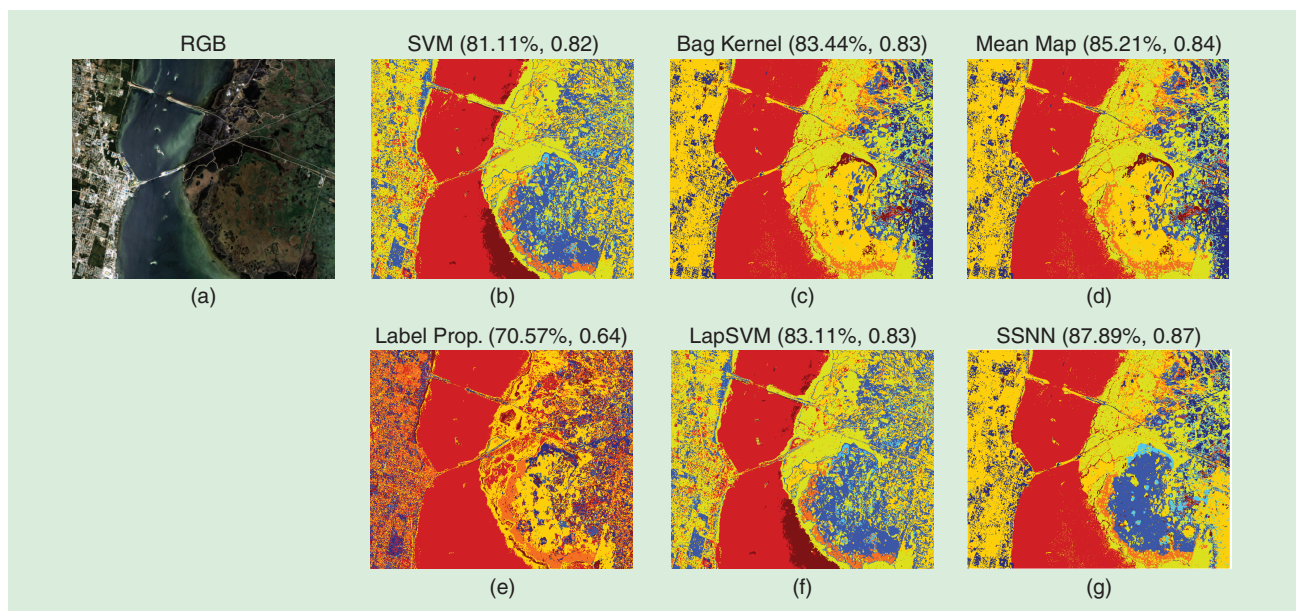 RGB
SVM (81.11%, 0.82)
Bag Kernel (83.44%, 0.83)
Mean Map (85.21%, 0.84)
(a)
(b)
(c)
(d)
Label Prop. (70.57%, 0.64)
LapSVM (83.11%, 0.83)
SSNN (87.89%, 0.87)
(e)
(f)
(g)